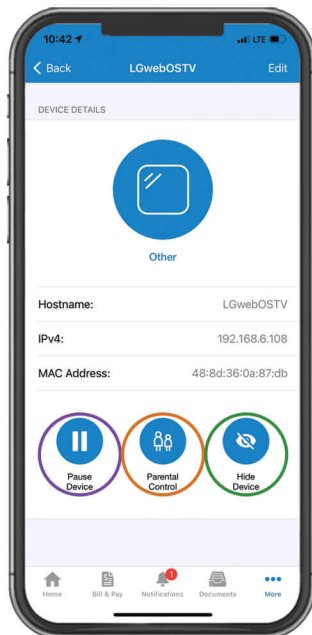 10:42
LTE
Back
LGwebOSTV
Edit
DEVICE DETAILS
Other
Hostname:
LGwebOSTV
IPv4:
192.168.6.108
MAC Address:
48:8d:36:0a:87:db
Pause
Device
Parental
Control
Hide
Device
1
Home
Bill & Pay
Notifications
Documents
More